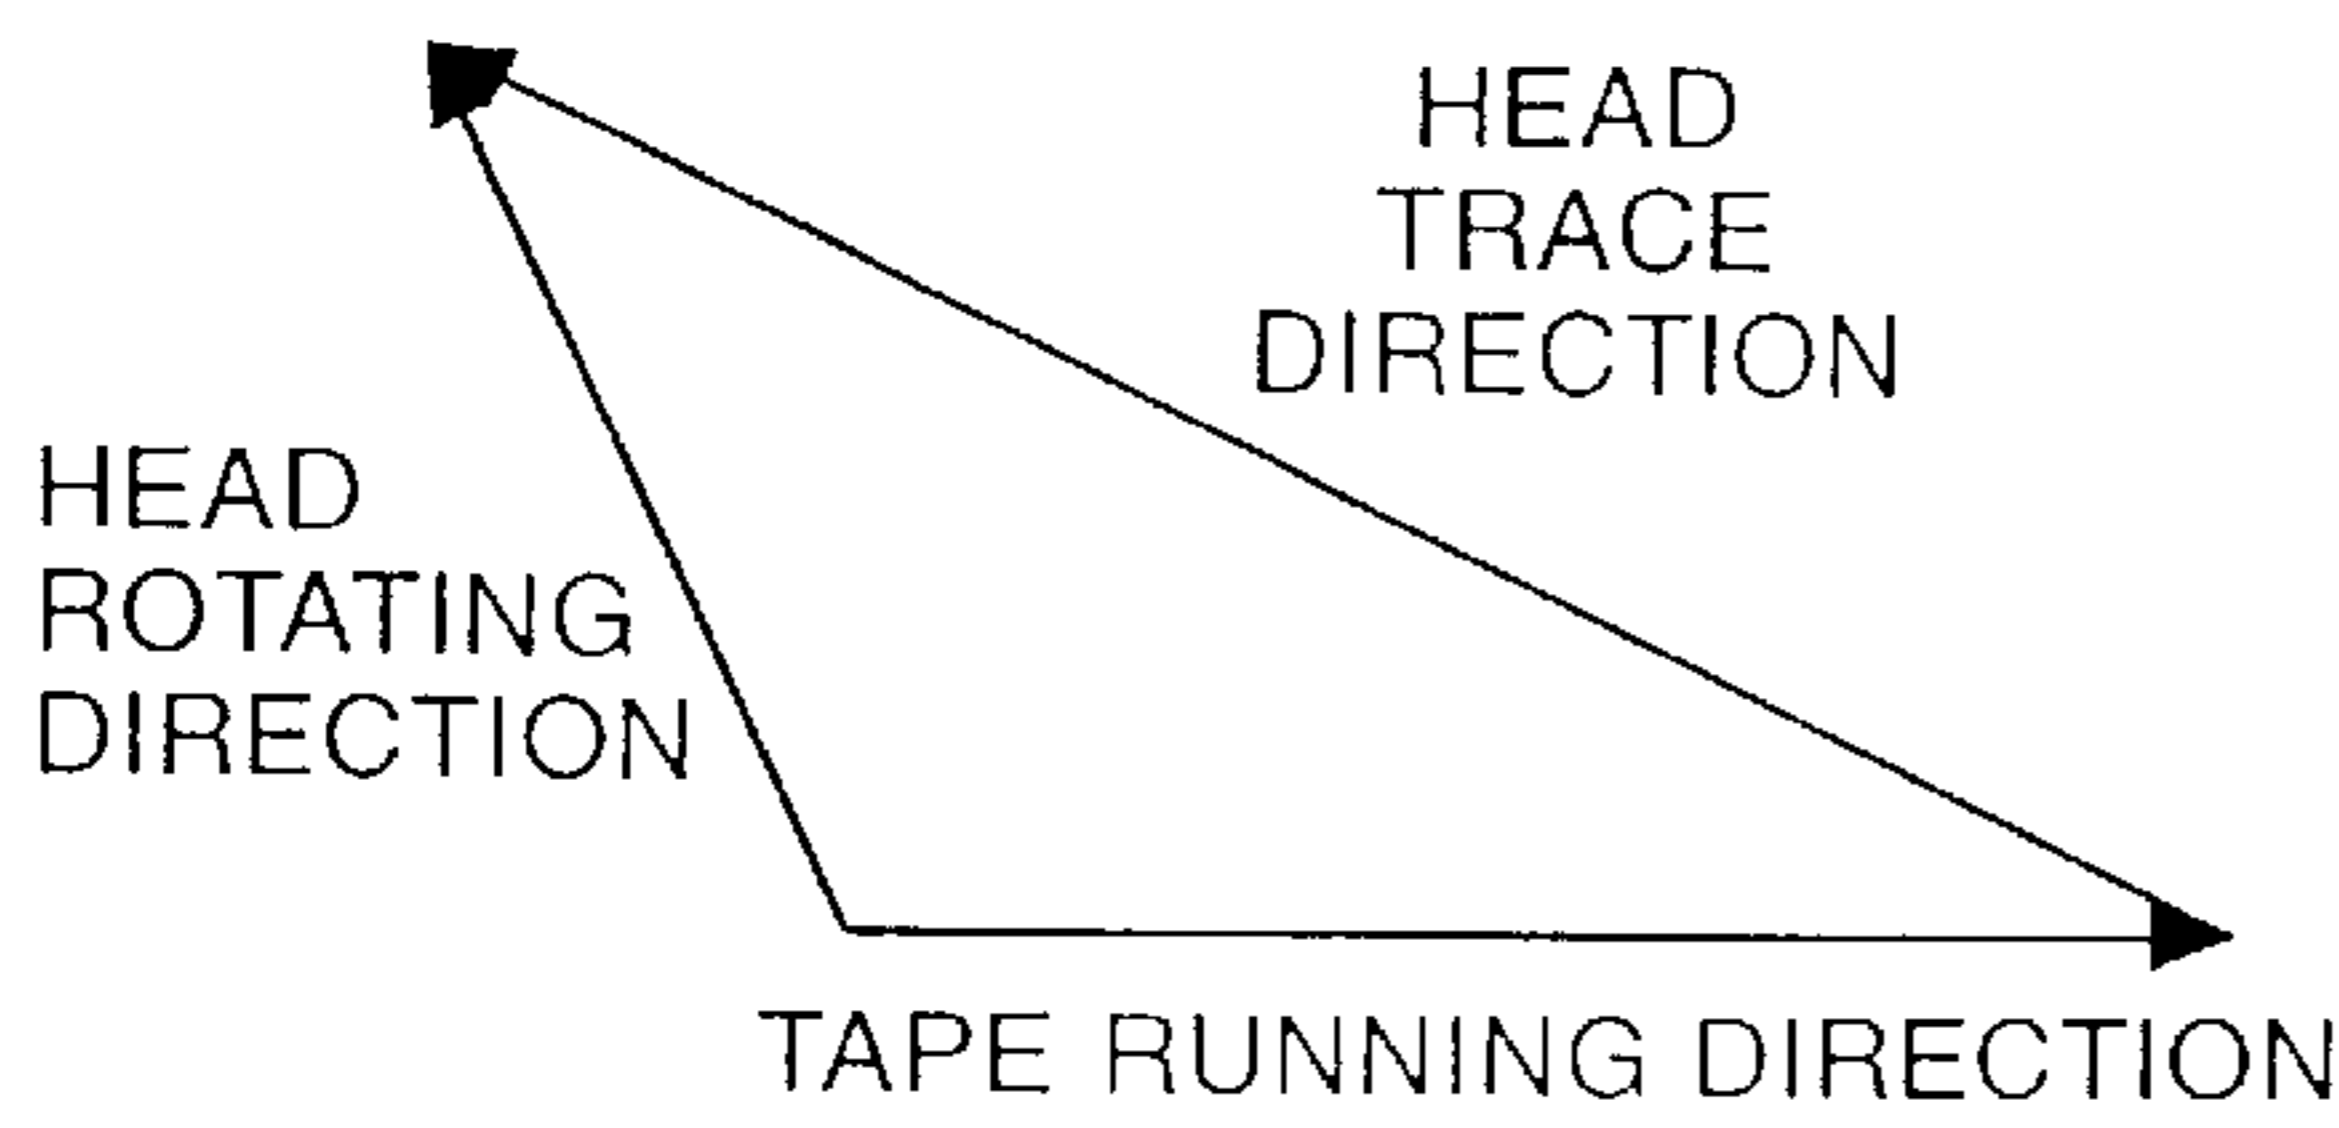 HEAD
TRACE
DIRECTION
HEAD
ROTATING
DIRECTION
TAPE RUNNING DIRECTION